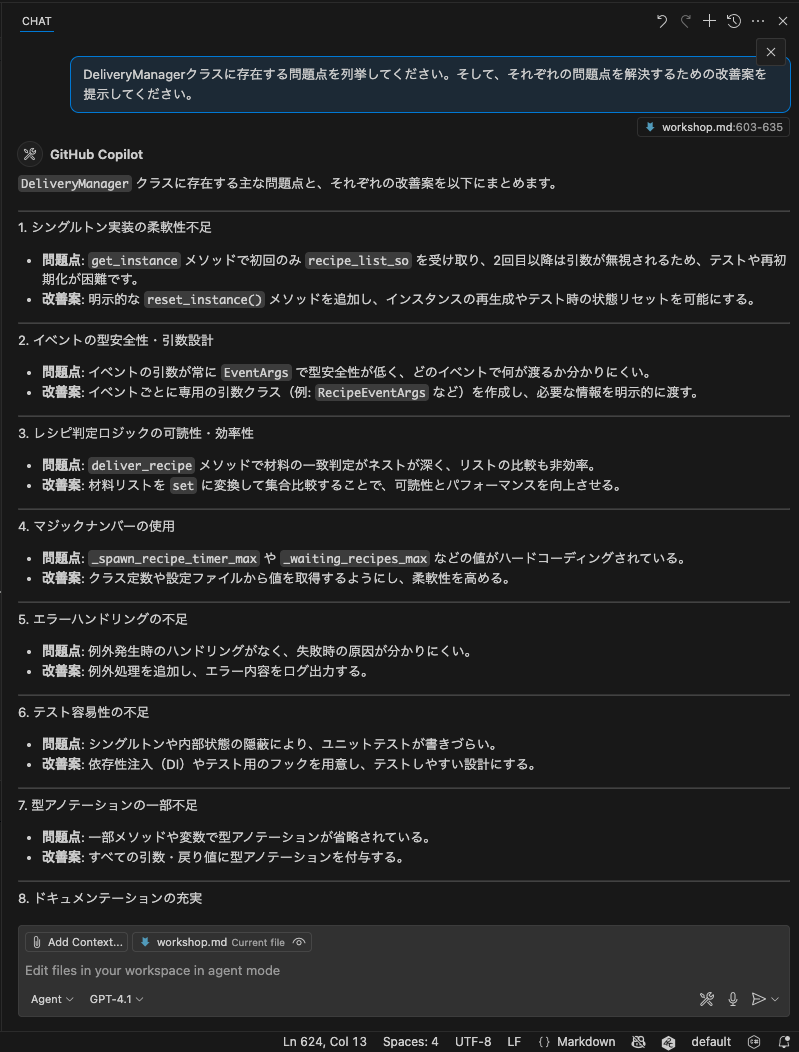 CHAT
DeliveryManagerクラスに存在する問題点を列挙してください。そして、それぞれの問題点を解決するための改善案を
提示してください。
workshop.md:603-635
GitHub Copilot
DeliveryManager クラスに存在する主な問題点と、それぞれの改善案を以下にまとめます。
1. シングルトン実装の柔軟性不足
• 問題点: get_instance メソッドで初回のみ recipe_list_so を受け取り、2回目以降は引数が無視されるため、テストや再初
期化が困難です。
• 改善案: 明示的な reset_instance() メソッドを追加し、インスタンスの再生成やテスト時の状態リセットを可能にする。
2. イベントの型安全性・引数設計
• 問題点: イベントの引数が常に EventArgs で型安全性が低く、どのイベントで何が渡るか分かりにくい。
• 改善案: イベントごとに専用の引数クラス（例: RecipeEventArgs など）を作成し、必要な情報を明示的に渡す。
3. レシピ判定ロジックの可読性・効率性
• 問題点: deliver_recipe メソッドで材料の一致判定がネストが深く、リストの比較も非効率。
• 改善案: 材料リストを set に変換して集合比較することで、可読性とパフォーマンスを向上させる。
4. マジックナンバーの使用
• 問題点: _spawn_recipe_timer_max や _waiting_recipes_max などの値がハードコーディングされている。
• 改善案: クラス定数や設定ファイルから値を取得するようにし、柔軟性を高める。
5. エラーハンドリングの不足
• 問題点: 例外発生時のハンドリングがなく、失敗時の原因が分かりにくい。
• 改善案: 例外処理を追加し、エラー内容をログ出力する。
6. テスト容易性の不足
• 問題点: シングルトンや内部状態の隠蔽により、ユニットテストが書きづらい。
• 改善案: 依存性注入（DI）やテスト用のフックを用意し、テストしやすい設計にする。
7. 型アノテーションの一部不足
• 問題点: 一部メソッドや変数で型アノテーションが省略されている。
• 改善案: すべての引数・戻り値に型アノテーションを付与する。
8. ドキュメンテーションの充実
Add Context... workshop.md Current file
Edit files in your workspace in agent mode
Agent GPT-4.1
Ln 624, Col 13 Spaces: 4 UTF-8 LF {} Markdown default